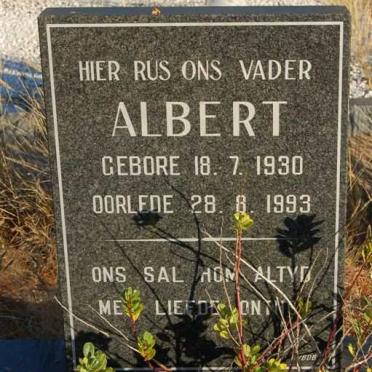 HIER RUS ONS VADER
ALBERT
GEBORE 18. 7. 1930
OORLEDE 28. 8. 1993
ONS SAL HOM ALTYD
MET LIEFDE